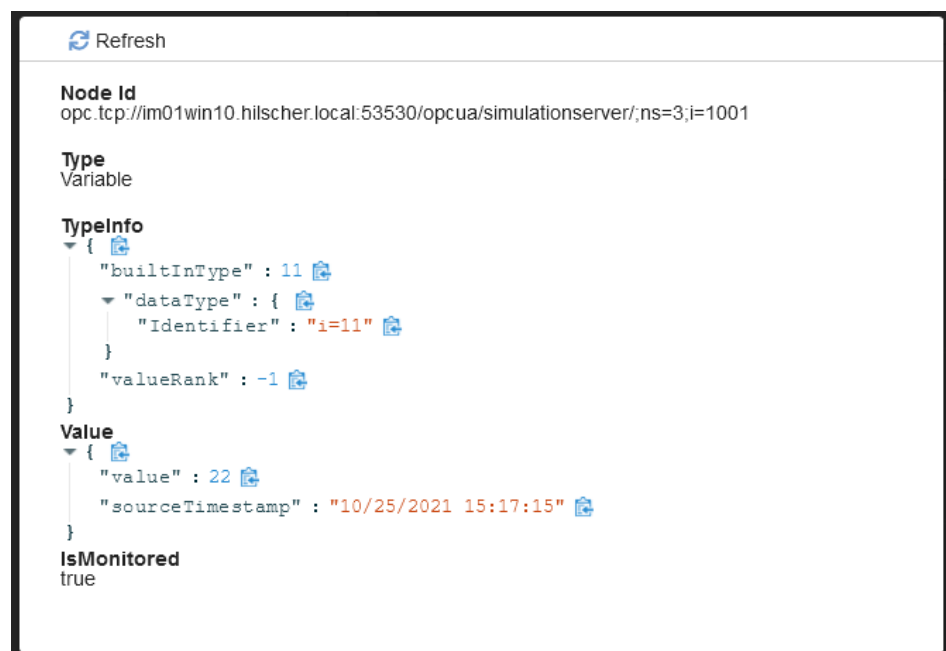 Refresh
Node Id
opc.tcp://im01win10.hilscher.local:53530/opcua/simulationserver/;ns=3;i=1001
Type
Variable
TypeInfo
{
"builtInType" : 11
"dataType" : {
"Identifier" : "i=11"
}
"valueRank" : -1
}
Value
{
"value" : 22
"sourceTimestamp" : "10/25/2021 15:17:15"
}
IsMonitored
true